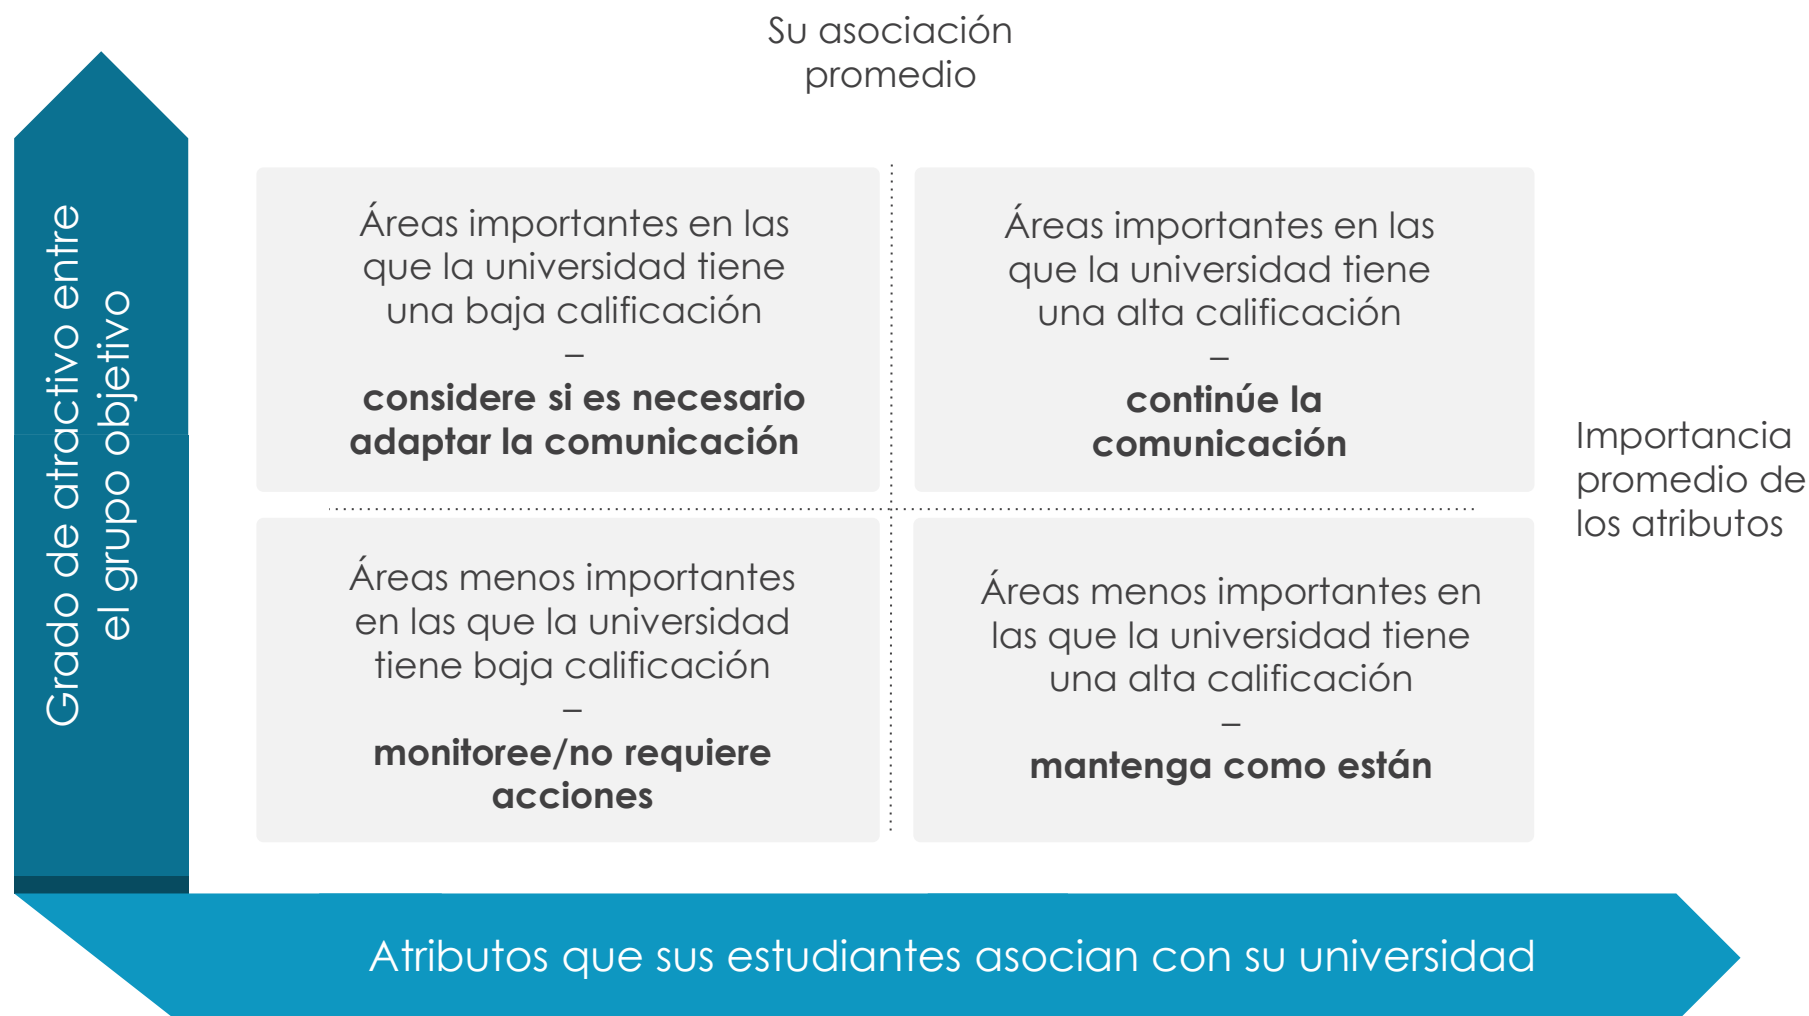 Su asociación
promedio
Grado de atractivo entre
el grupo objetivo
Áreas importantes en las
que la universidad tiene
una baja calificación
–
considere si es necesario
adaptar la comunicación
Áreas importantes en las
que la universidad tiene
una alta calificación
–
continúe la
comunicación
Importancia
promedio de
los atributos
Áreas menos importantes
en las que la universidad
tiene baja calificación
–
monitoree/no requiere
acciones
Áreas menos importantes en
las que la universidad tiene
una alta calificación
–
mantenga como están
Atributos que sus estudiantes asocian con su universidad